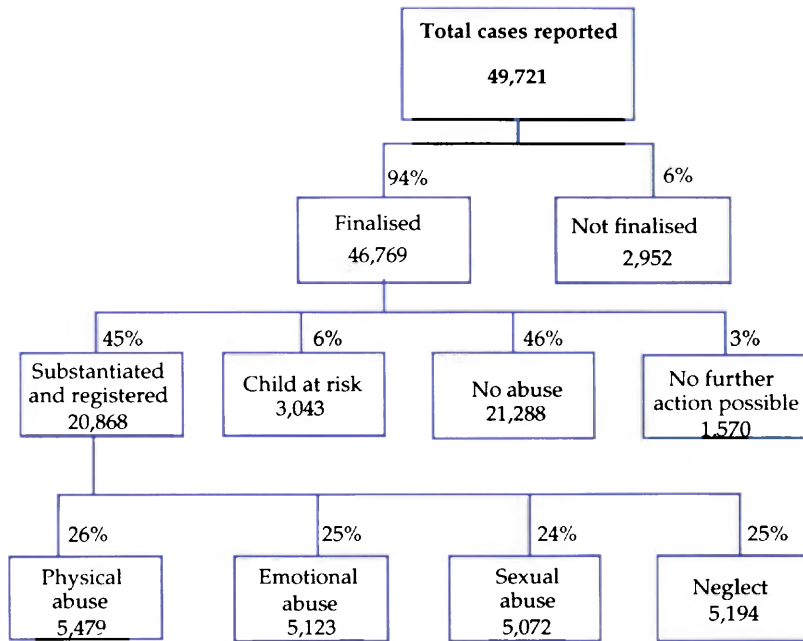 Total cases reported
49,721
94%
6%
Finalised
46,769
Not finalised
2,952
45%
6%
46%
3%
Substantiated
and registered
20,868
Child at risk
3,043
No abuse
21,288
No further
action possible
1,570
26%
25%
24%
25%
Physical
abuse
5,479
Emotional
abuse
5,123
Sexual
abuse
5,072
Neglect
5,194